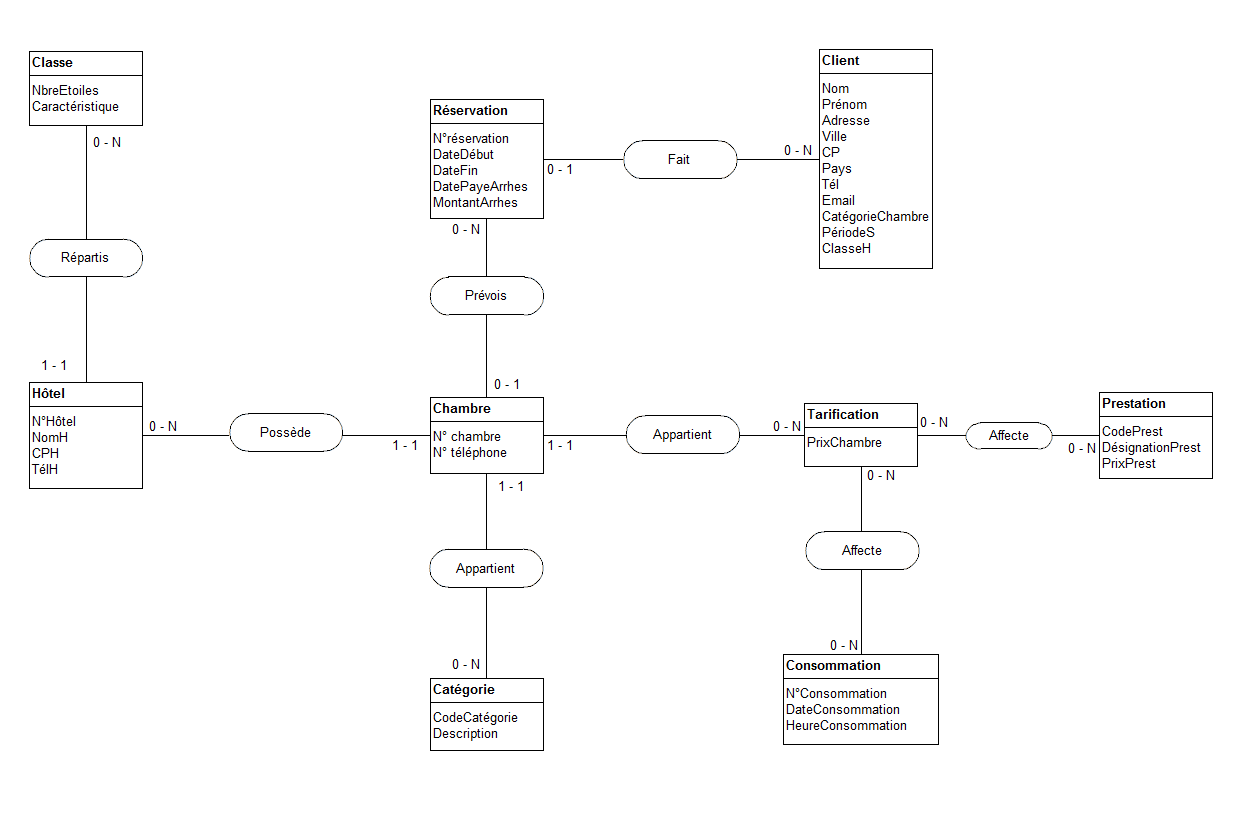 Classe
NbreEtoiles
Caractéristique
0 - N
Répartis
1 - 1
Hôtel
N°Hôtel
NomH
CPH
TélH
0 - N
Possède
1 - 1
Réservation
N°réservation
DateDébut
DateFin
DatePayeArrhes
MontantArrhes
0 - 1
Fait
0 - N
Client
Nom
Prénom
Adresse
Ville
CP
Pays
Tél
Email
CatégorieChambre
PériodeS
ClasseH
0 - N
Prévois
0 - 1
Chambre
N° chambre
N° téléphone
1 - 1
Appartient
0 - N
Tarification
PrixChambre
0 - N
Affecte
0 - N
Prestation
CodePrest
DésignationPrest
PrixPrest
1 - 1
Appartient
0 - N
Catégorie
CodeCatégorie
Description
0 - N
Affecte
0 - N
Consommation
N°Consommation
DateConsommation
HeureConsommation